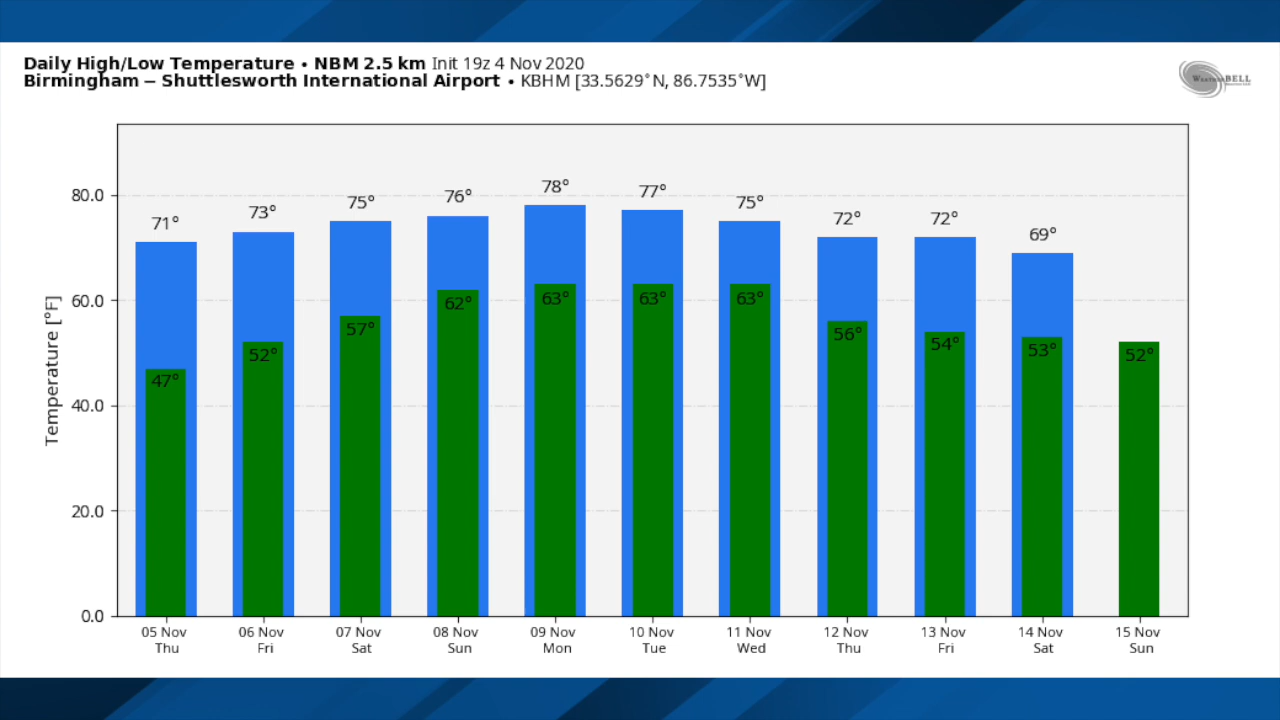 Daily High/Low Temperature • NBM 2.5 km Init 19z 4 Nov 2020
Birmingham – Shuttlesworth International Airport • KBHM [33.5629°N, 86.7535°W]
WeatherBELL
Temperature [°F]
80.0
60.0
40.0
20.0
0.0
71° 73° 75° 76° 78° 77° 75° 72° 72° 69°
47° 52° 57° 62° 63° 63° 63° 56° 54° 53° 52°
05 Nov 06 Nov 07 Nov 08 Nov 09 Nov 10 Nov 11 Nov 12 Nov 13 Nov 14 Nov 15 Nov
Thu Fri Sat Sun Mon Tue Wed Thu Fri Sat Sun